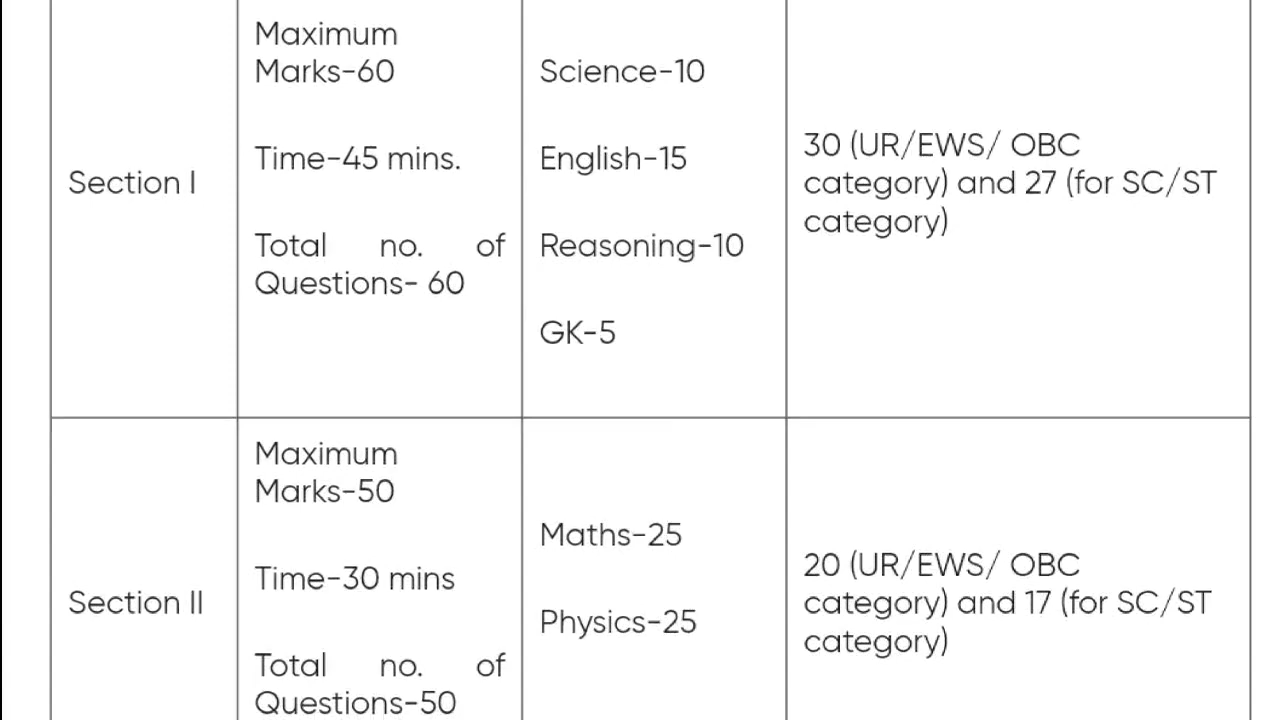 Section I
Maximum
Marks-60
Time-45 mins.
Total no. of
Questions- 60
Science-10
English-15
Reasoning-10
GK-5
30 (UR/EWS/ OBC
category) and 27 (for SC/ST
category)
Section II
Maximum
Marks-50
Time-30 mins
Total no. of
Questions-50
Maths-25
Physics-25
20 (UR/EWS/ OBC
category) and 17 (for SC/ST
category)